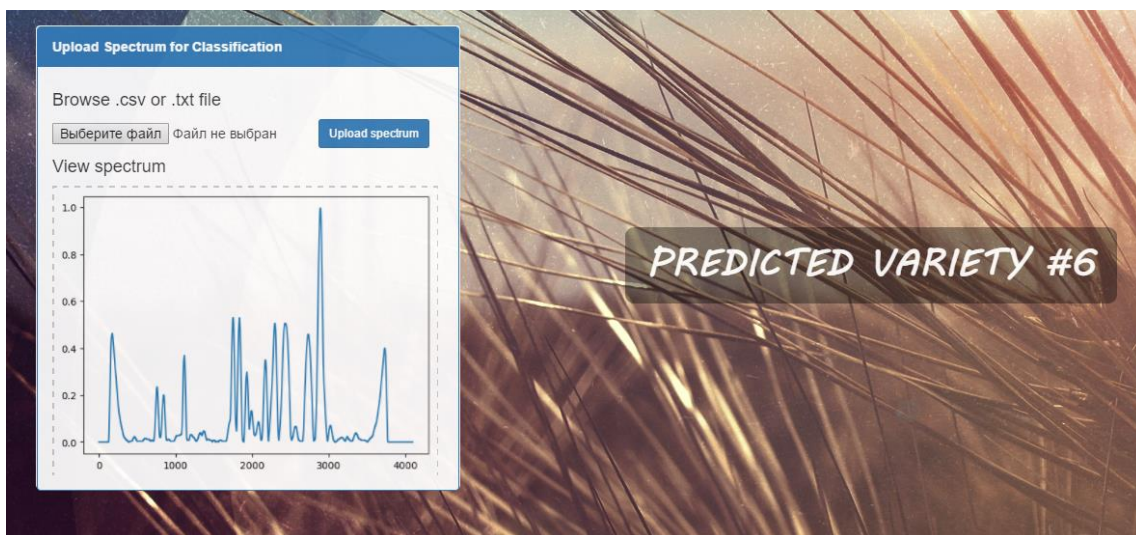 Upload Spectrum for Classification
Browse .csv or .txt file
Выберите файл Файл не выбран Upload spectrum
View spectrum
1.0
0.8
0.6
0.4
0.2
0.0
0 1000 2000 3000 4000
PREDICTED VARIETY #6